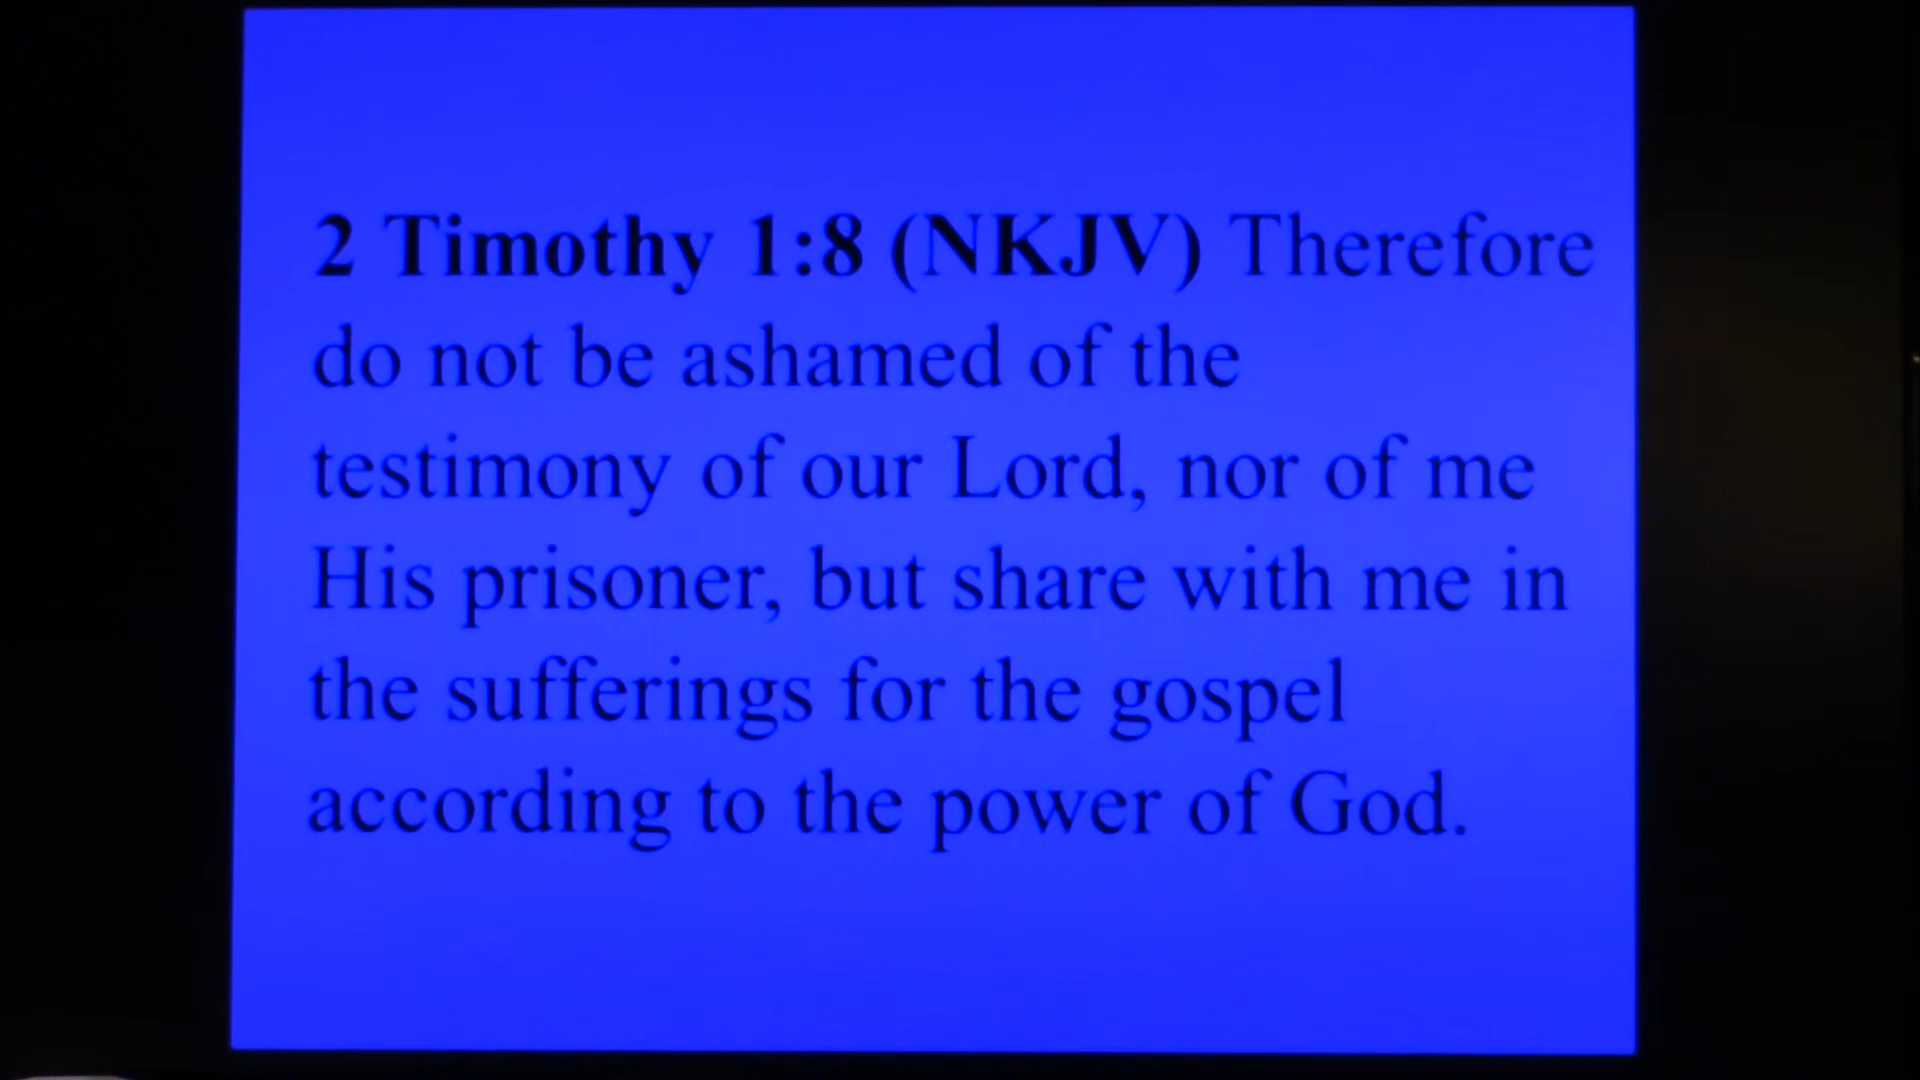 2 Timothy 1:8 (NKJV) Therefore
do not be ashamed of the
testimony of our Lord, nor of me
His prisoner, but share with me in
the sufferings for the gospel
according to the power of God.